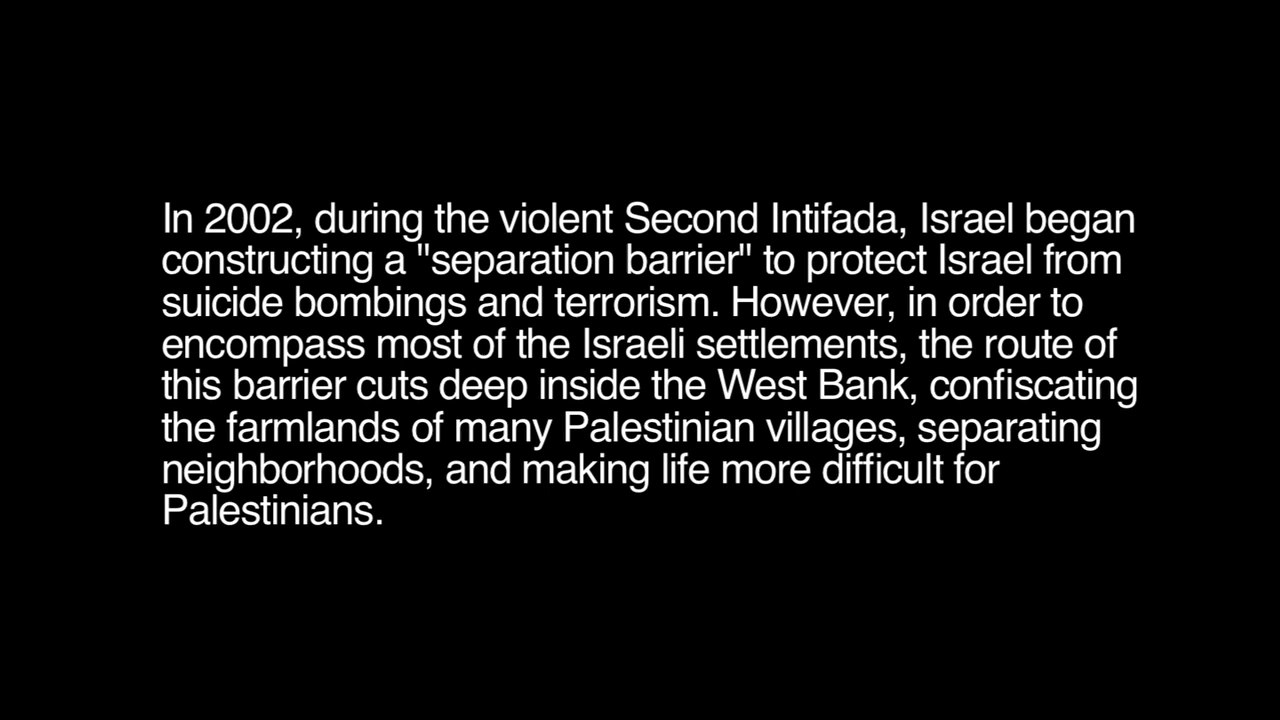 In 2002, during the violent Second Intifada, Israel began
constructing a "separation barrier" to protect Israel from
suicide bombings and terrorism. However, in order to
encompass most of the Israeli settlements, the route of
this barrier cuts deep inside the West Bank, confiscating
the farmlands of many Palestinian villages, separating
neighborhoods, and making life more difficult for
Palestinians.